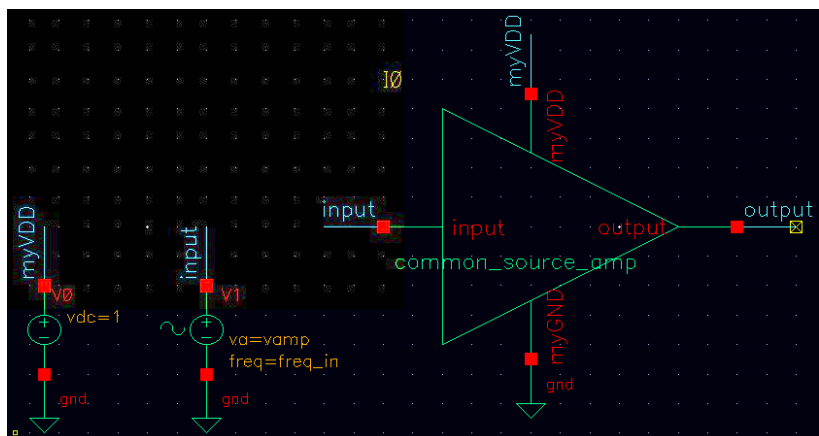 myVDD
I0
myVDD
input
input
output
output
common_source_amp
myVDD
V0
vdc=1
input
V1
va=vamp
freq=freq_in
myGND
gnd
gnd
gnd